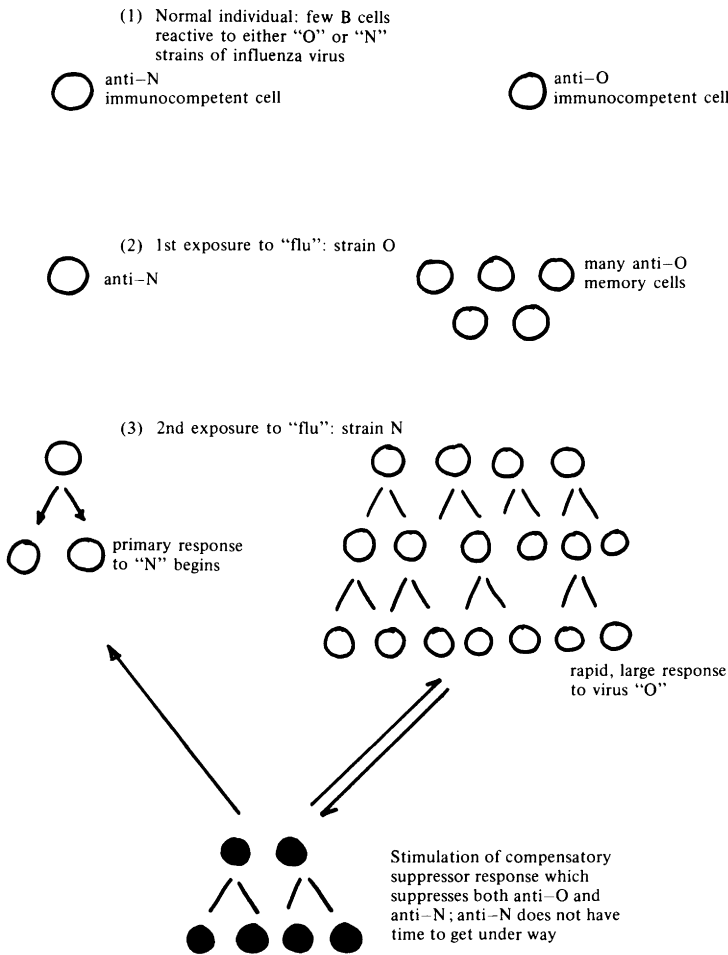 (1) Normal individual: few B cells
reactive to either “O” or “N”
strains of influenza virus
anti–N
immunocompetent cell
anti–O
immunocompetent cell
(2) 1st exposure to “flu”: strain O
anti–N
many anti–O
memory cells
(3) 2nd exposure to “flu”: strain N
primary response
to “N” begins
rapid, large response
to virus “O”
Stimulation of compensatory
suppressor response which
suppresses both anti–O and
anti–N; anti–N does not have
time to get under way